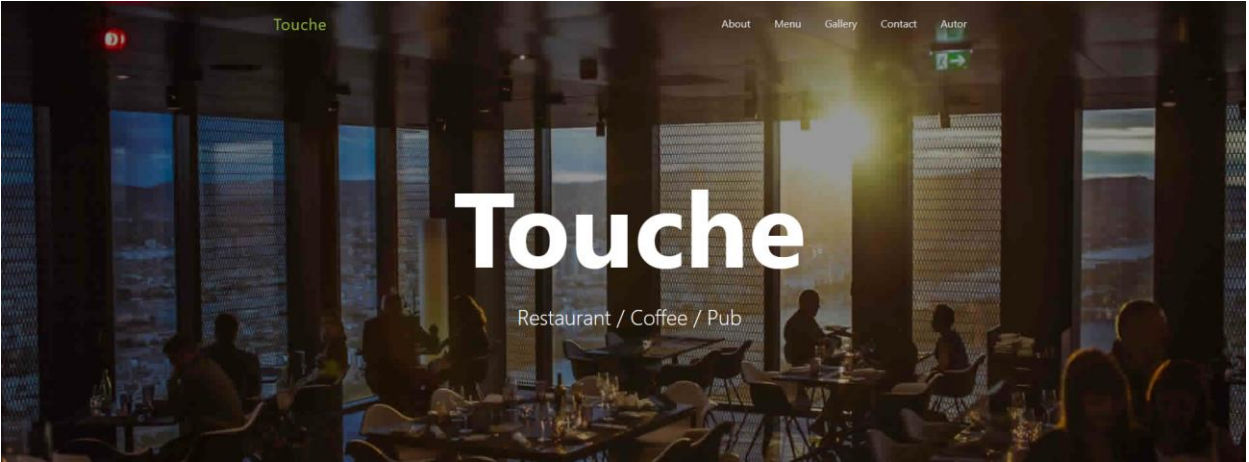 Touche About Menu Gallery Contact Autor
Touche
Restaurant / Coffee / Pub